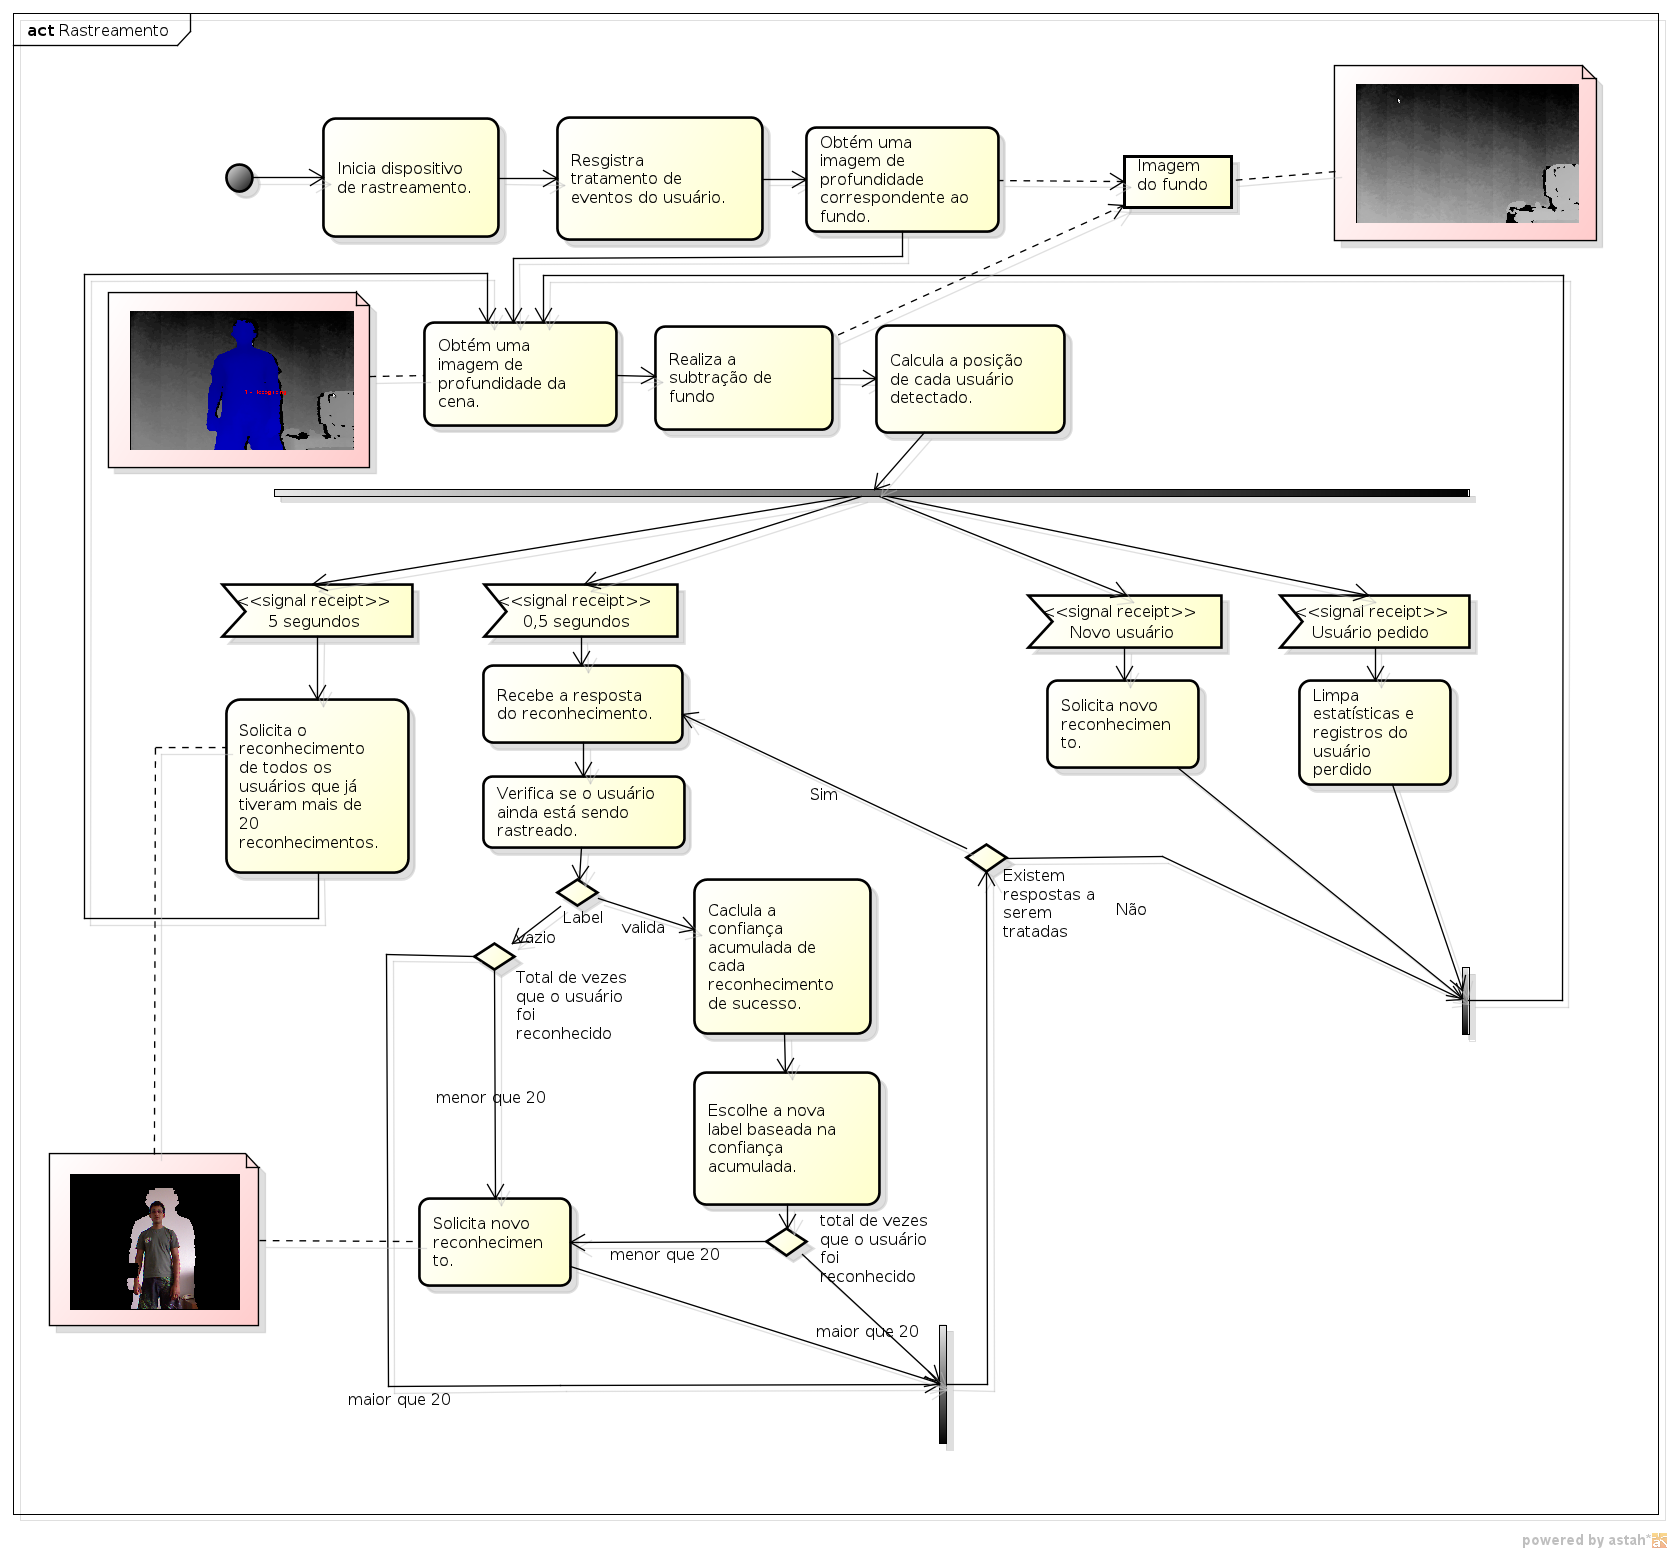 act Rastreamento
Inicia dispositivo
de rastreamento.
Resgistra
tratamento de
eventos do usuário.
Obtém uma
imagem de
profundidade
correspondente ao
fundo.
Imagem
do fundo
Obtém uma
imagem de
profundidade da
cena.
Realiza a
subtração de
fundo
Calcula a posição
de cada usuário
detectado.
<<signal receipt>>
5 segundos
<<signal receipt>>
0,5 segundos
<<signal receipt>>
Novo usuário
<<signal receipt>>
Usuário pedido
Solicita o
reconhecimento
de todos os
usuários que já
tiveram mais de
20
reconhecimentos.
Recebe a resposta
do reconhecimento.
Solicita novo
reconhecimen
to.
Limpa
estatísticas e
registros do
usuário
perdido
Verifica se o usuário
ainda está sendo
rastreado.
Sim
Label
vazio
valida
Caclula a
confiança
acumulada de
cada
reconhecimento
de sucesso.
Existem
respostas a
serem
tratadas
Não
Total de vezes
que o usuário
foi
reconhecido
menor que 20
Escolhe a nova
label baseada na
confiança
acumulada.
Solicita novo
reconhecimen
to.
menor que 20
total de vezes
que o usuário
foi
reconhecido
maior que 20
maior que 20
powered by astah*